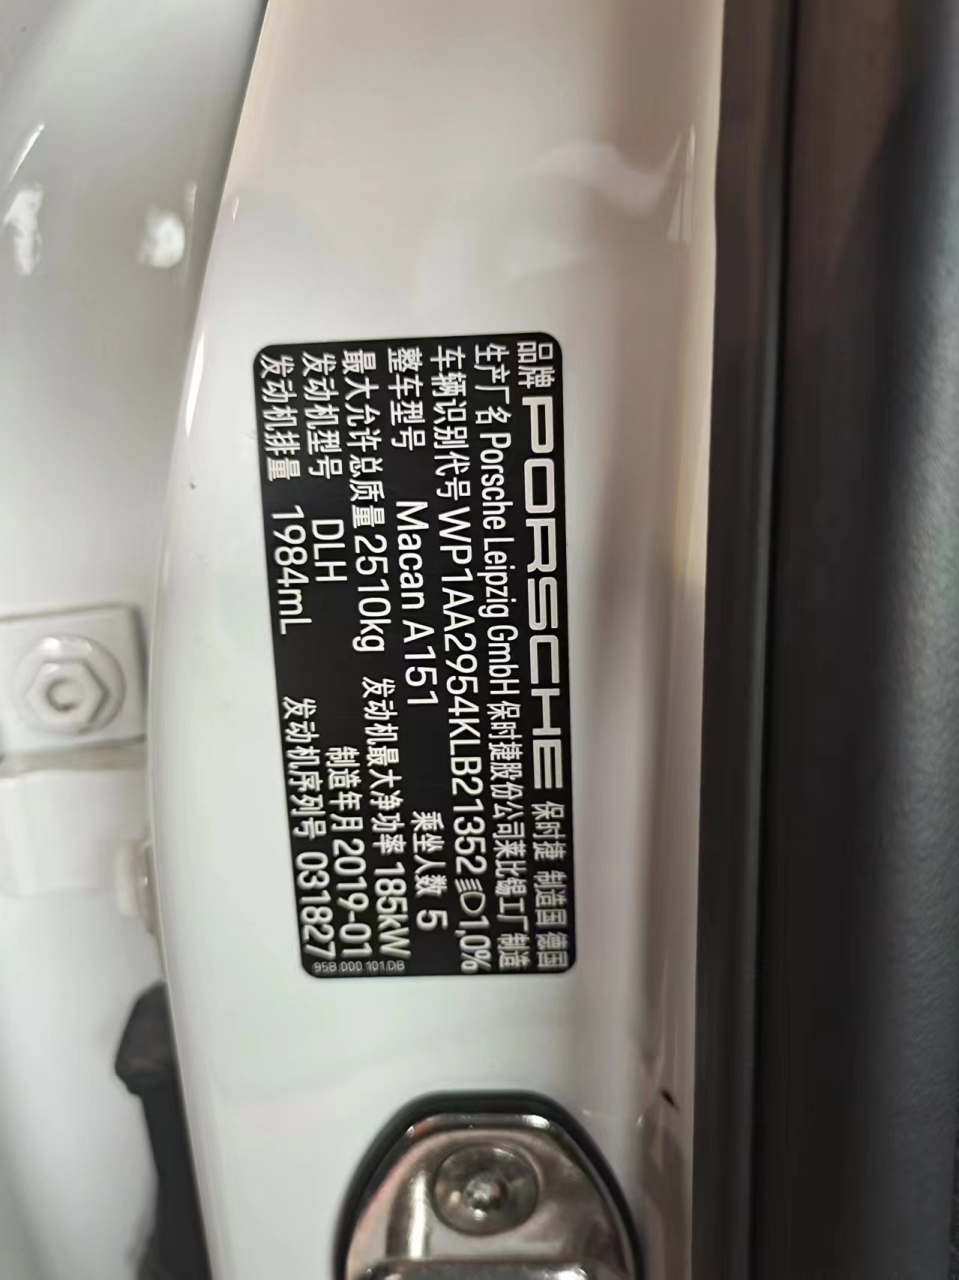 品牌 PORSCHE 保时捷 制造国 德国
生产厂名 Porsche Leipzig GmbH 保时捷股份公司莱比锡工厂 制造
车辆识别代号 WP1AA2954KLB21352 1,0%
整车型号 Macan A151 乘坐人数 5
最大允许总质量 2510kg 发动机最大净功率 185kW
发动机型号 DLH 制造年月 2019-01
发动机排量 1984mL 发动机序列号 031827
95B.000.101.DB